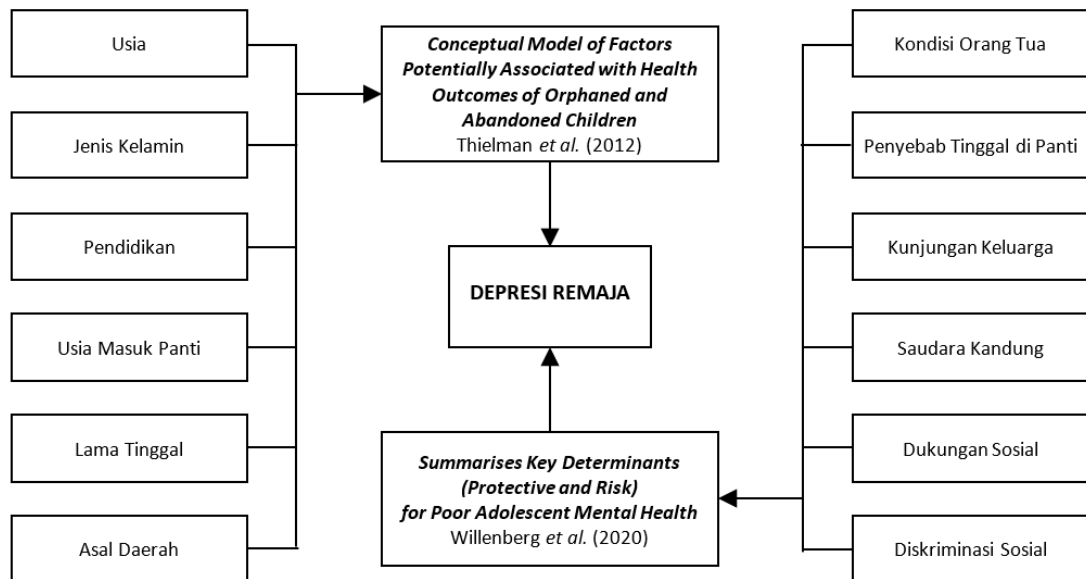 Usia
Jenis Kelamin
Pendidikan
Usia Masuk Panti
Lama Tinggal
Asal Daerah
Conceptual Model of Factors
Potentially Associated with Health
Outcomes of Orphaned and
Abandoned Children
Thielman et al. (2012)
DEPRESI REMAJA
Summarises Key Determinants
(Protective and Risk)
for Poor Adolescent Mental Health
Willenberg et al. (2020)
Kondisi Orang Tua
Penyebab Tinggal di Panti
Kunjungan Keluarga
Saudara Kandung
Dukungan Sosial
Diskriminasi Sosial